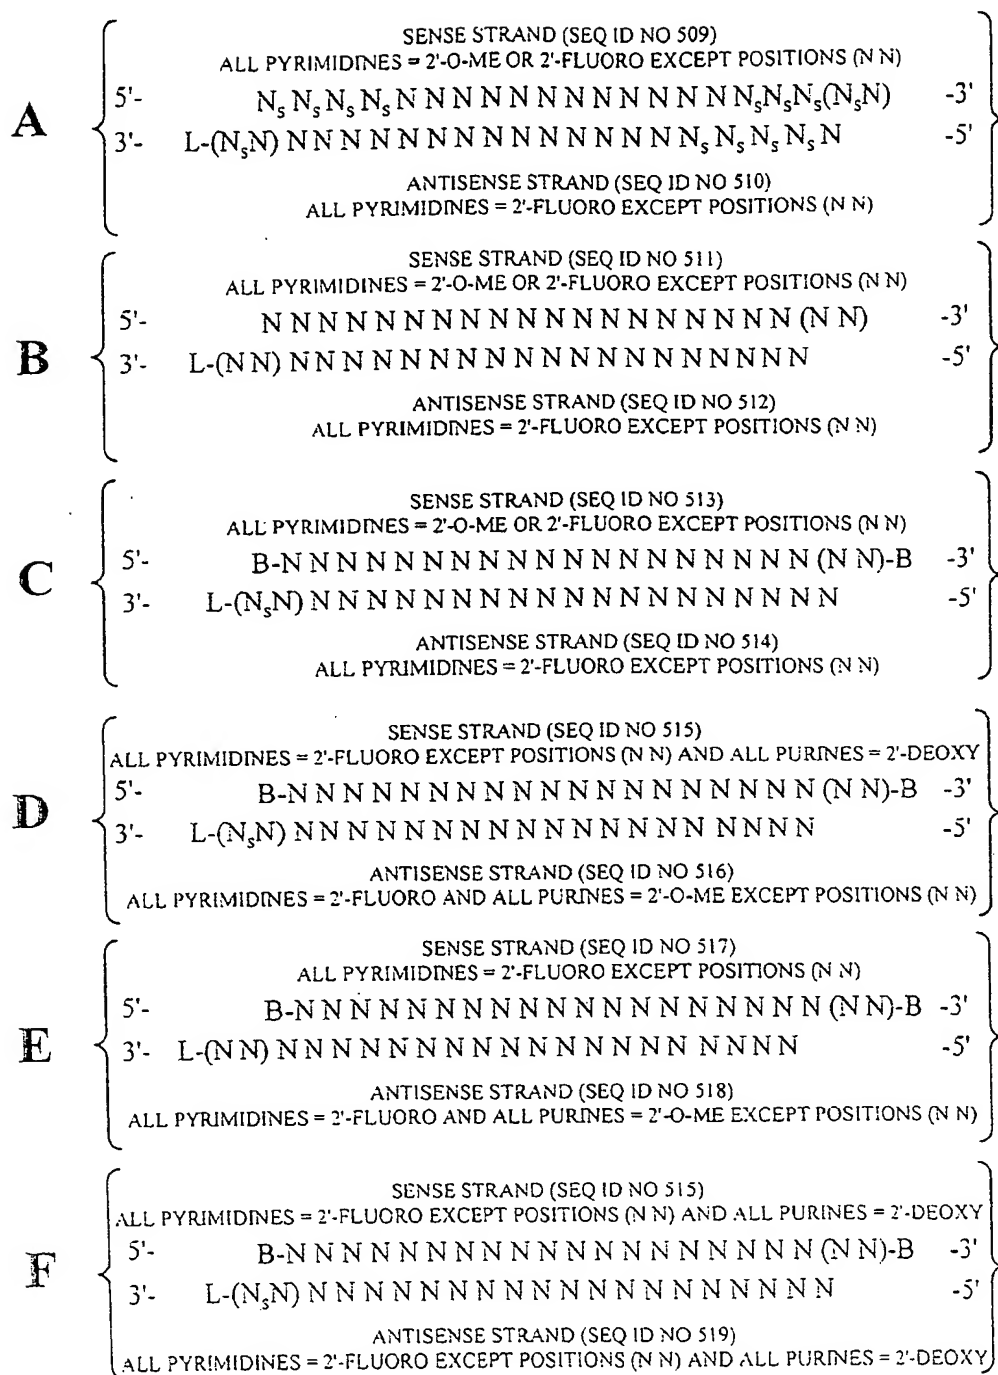 A
SENSE STRAND (SEQ ID NO 509)
ALL PYRIMIDINES = 2'-O-ME OR 2'-FLUORO EXCEPT POSITIONS (N N)
5'- NsNsNsNsN N N N N N N N N N N N NsNsNs(NsN) -3'
3'- L-(NsN) N N N N N N N N N N N N N N Ns Ns Ns Ns N -5'
ANTISENSE STRAND (SEQ ID NO 510)
ALL PYRIMIDINES = 2'-FLUORO EXCEPT POSITIONS (N N)
B
SENSE STRAND (SEQ ID NO 511)
ALL PYRIMIDINES = 2'-O-ME OR 2'-FLUORO EXCEPT POSITIONS (N N)
5'- N N N N N N N N N N N N N N N N N N N (N N) -3'
3'- L-(N N) N N N N N N N N N N N N N N N N N N N -5'
ANTISENSE STRAND (SEQ ID NO 512)
ALL PYRIMIDINES = 2'-FLUORO EXCEPT POSITIONS (N N)
C
SENSE STRAND (SEQ ID NO 513)
ALL PYRIMIDINES = 2'-O-ME OR 2'-FLUORO EXCEPT POSITIONS (N N)
5'- B-N N N N N N N N N N N N N N N N N N N (N N)-B -3'
3'- L-(NsN) N N N N N N N N N N N N N N N N N N N -5'
ANTISENSE STRAND (SEQ ID NO 514)
ALL PYRIMIDINES = 2'-FLUORO EXCEPT POSITIONS (N N)
D
SENSE STRAND (SEQ ID NO 515)
ALL PYRIMIDINES = 2'-FLUORO EXCEPT POSITIONS (N N) AND ALL PURINES = 2'-DEOXY
5'- B-N N N N N N N N N N N N N N N N N N N (N N)-B -3'
3'- L-(NsN) N N N N N N N N N N N N N N N N N N N -5'
ANTISENSE STRAND (SEQ ID NO 516)
ALL PYRIMIDINES = 2'-FLUORO AND ALL PURINES = 2'-O-ME EXCEPT POSITIONS (N N)
E
SENSE STRAND (SEQ ID NO 517)
ALL PYRIMIDINES = 2'-FLUORO EXCEPT POSITIONS (N N)
5'- B-N N N N N N N N N N N N N N N N N N N (N N)-B -3'
3'- L-(N N) N N N N N N N N N N N N N N N N N N N -5'
ANTISENSE STRAND (SEQ ID NO 518)
ALL PYRIMIDINES = 2'-FLUORO AND ALL PURINES = 2'-O-ME EXCEPT POSITIONS (N N)
F
SENSE STRAND (SEQ ID NO 515)
ALL PYRIMIDINES = 2'-FLUORO EXCEPT POSITIONS (N N) AND ALL PURINES = 2'-DEOXY
5'- B-N N N N N N N N N N N N N N N N N N N (N N)-B -3'
3'- L-(NsN) N N N N N N N N N N N N N N N N N N N -5'
ANTISENSE STRAND (SEQ ID NO 519)
ALL PYRIMIDINES = 2'-FLUORO EXCEPT POSITIONS (N N) AND ALL PURINES = 2'-DEOXY